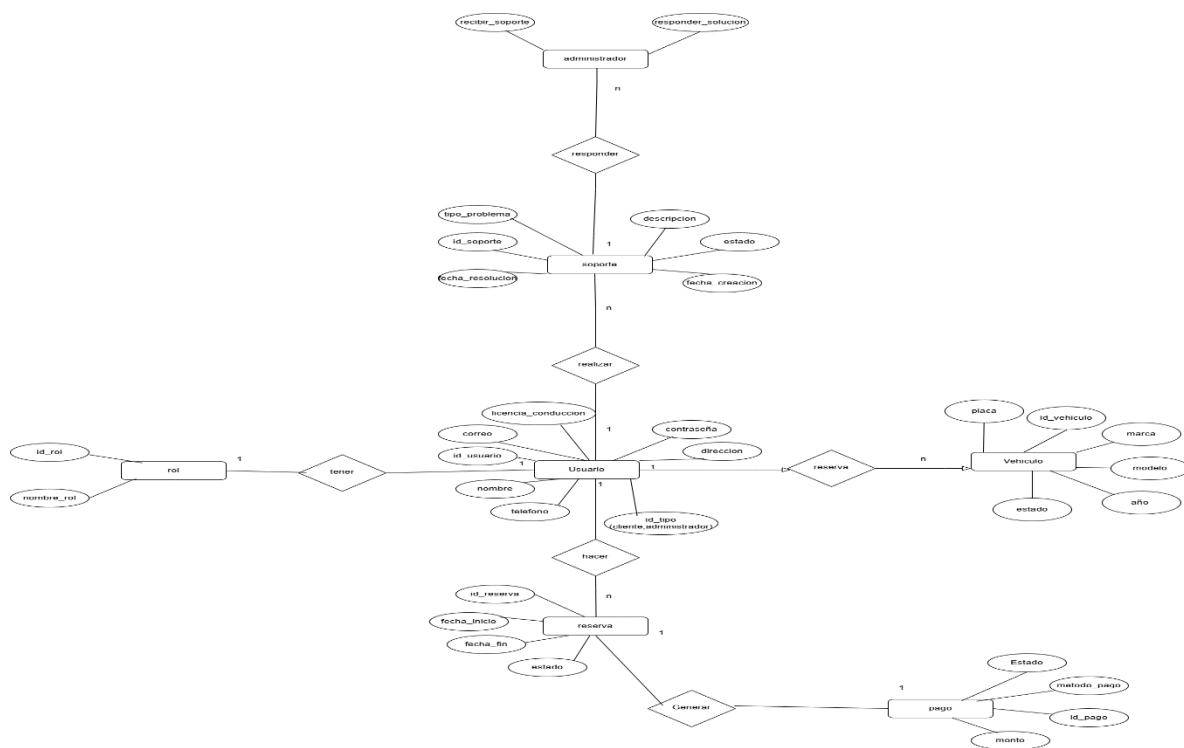 recibir_soporte
responder_solucion
administrador
n
responder
tipo_problema
descripcion
id_soporte
1
estado
soporte
fecha_resolucion
fecha_creacion
n
realizar
licencia_conduccion
placa
id_vehiculo
correo
1
contraseña
marca
id_rol
id_usuario
direccion
1
rol
tener
1
Usuario
1
reserva
n
Vehiculo
modelo
nombre_rol
nombre
1
telefono
id_tipo
(cliente,administrador)
estado
año
hacer
id_reserva
n
fecha_inicio
reserva
1
fecha_fin
estado
Estado
metodo_pago
1
Generar
pago
id_pago
monto